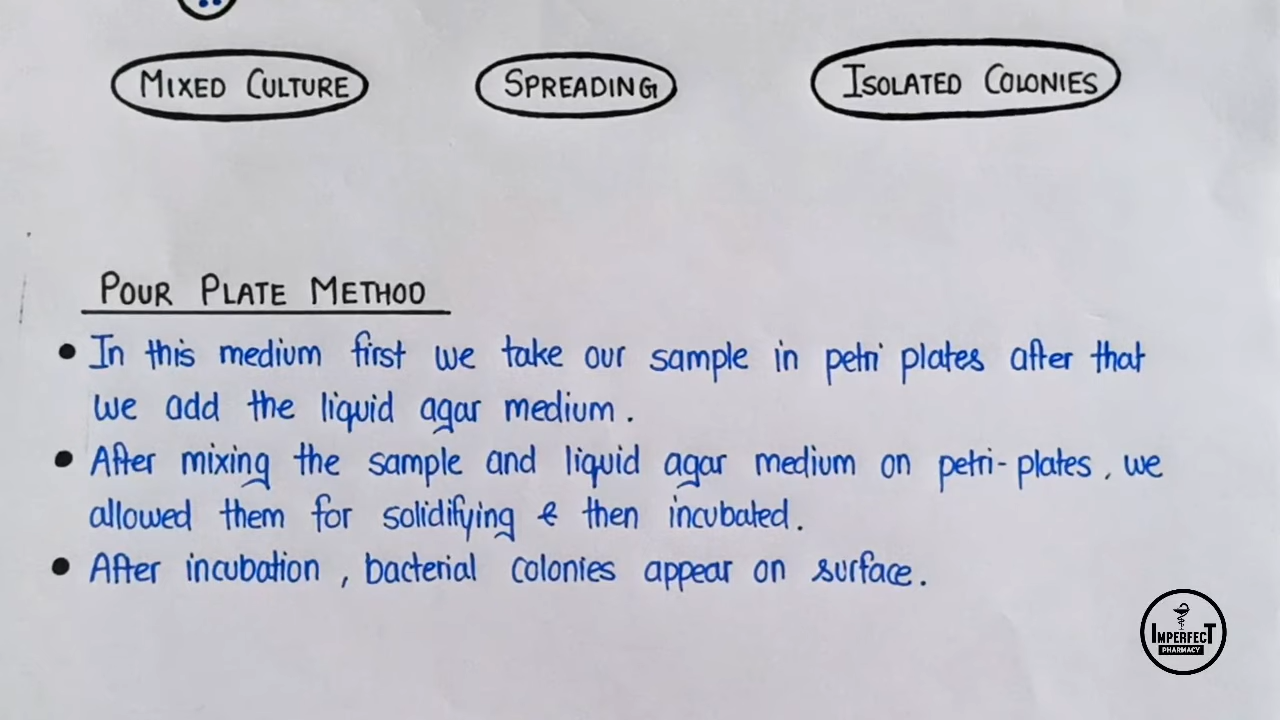 MIXED CULTURE
SPREADING
ISOLATED COLONIES
POUR PLATE METHOD
• In this medium first we take our sample in petri plates after that
we add the liquid agar medium.
• After mixing the sample and liquid agar medium on petri-plates, we
allowed them for solidifying & then incubated.
• After incubation, bacterial colonies appear on surface.
IMPERFECT
PHARMACY